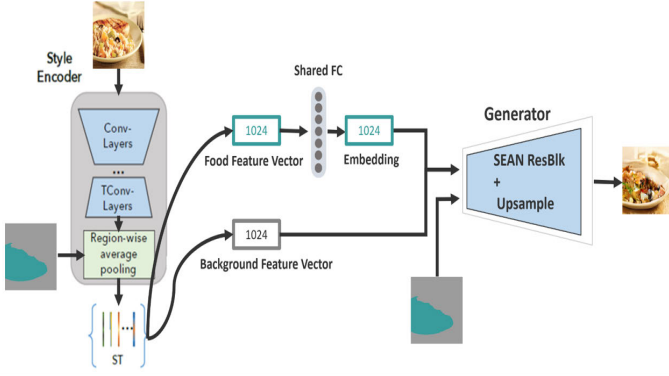 Style
Encoder
Conv-
Layers
...
TConv-
Layers
Region-wise
average
pooling
...
ST
1024
Food Feature Vector
Shared FC
1024
Embedding
1024
Background Feature Vector
Generator
SEAN ResBlk
+
Upsample